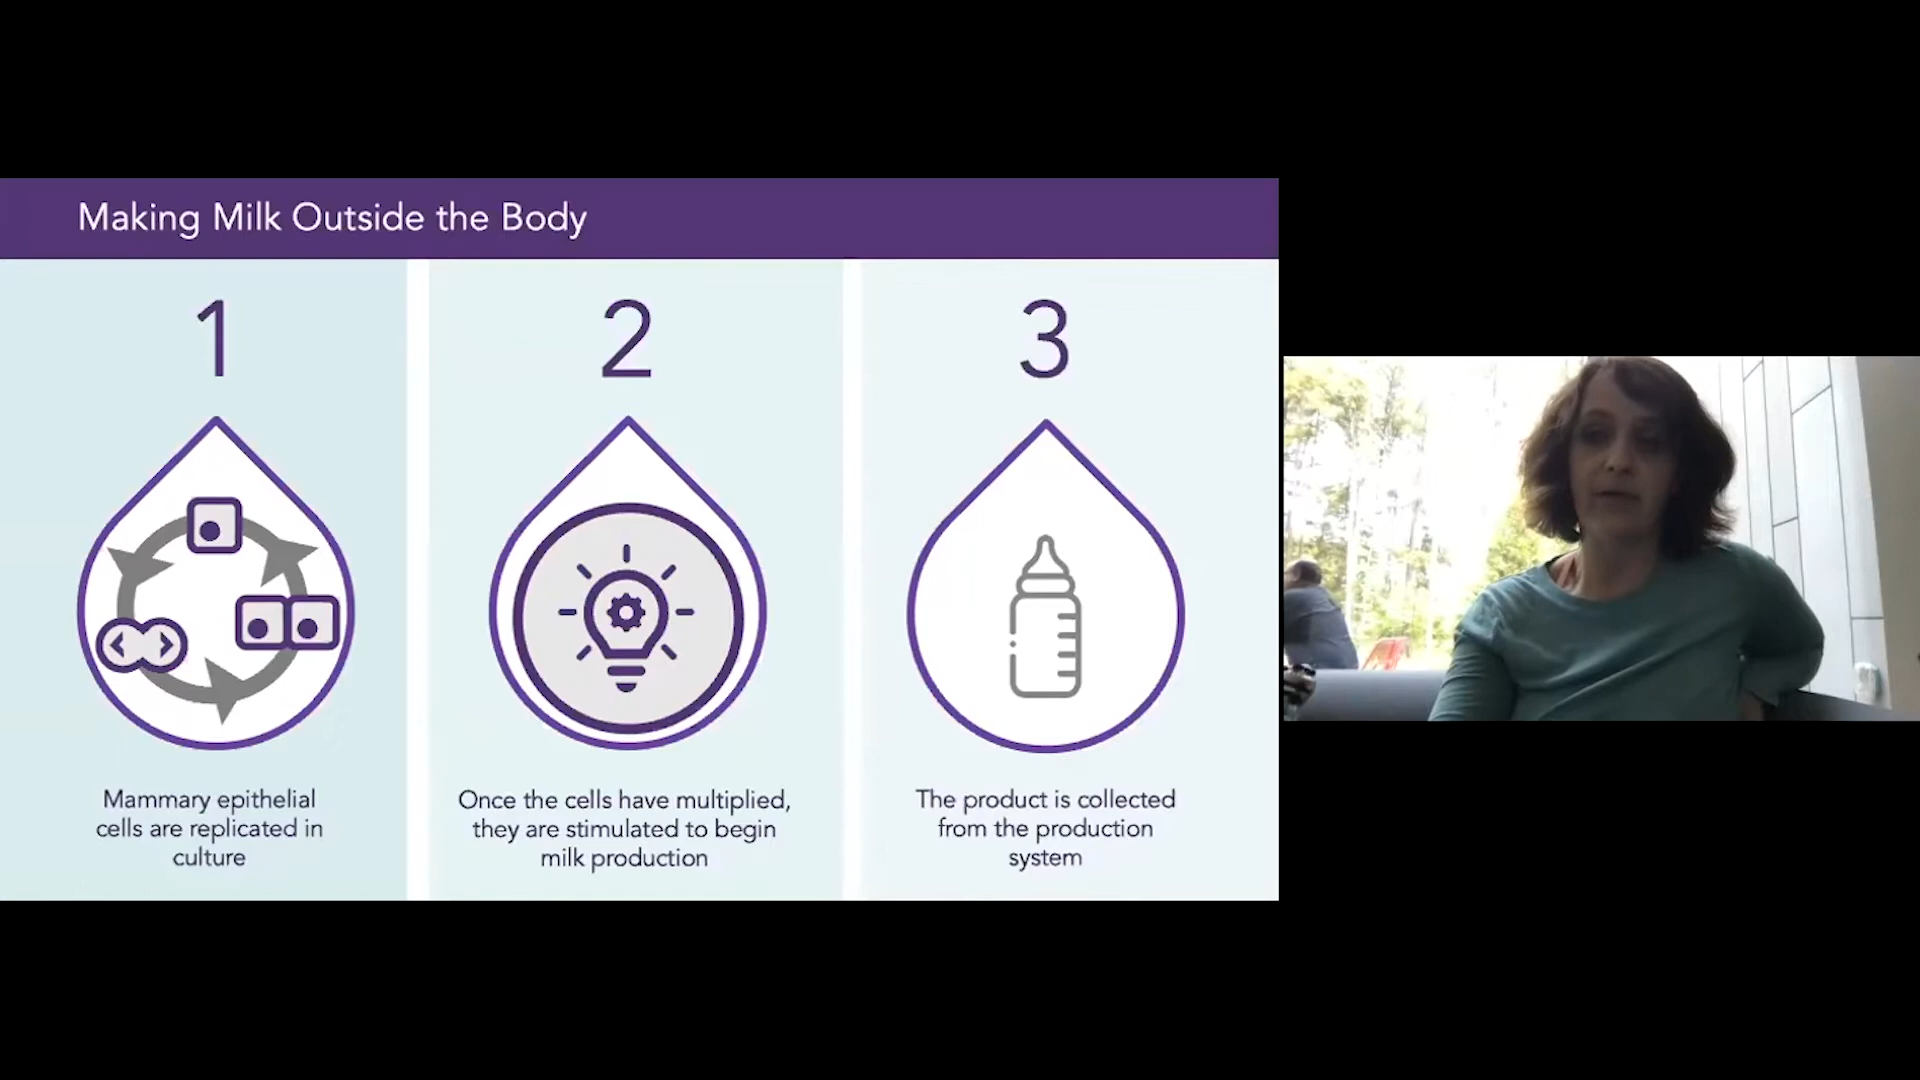 Making Milk Outside the Body
1
Mammary epithelial
cells are replicated in
culture
2
Once the cells have multiplied,
they are stimulated to begin
milk production
3
The product is collected
from the production
system